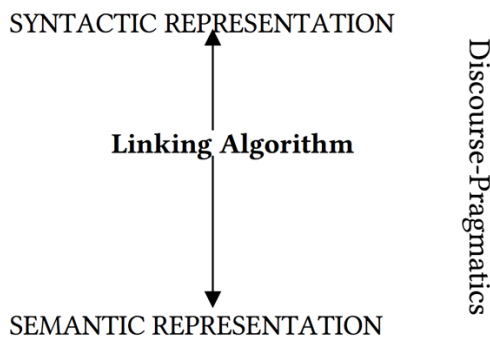 SYNTACTIC REPRESENTATION
Linking Algorithm
SEMANTIC REPRESENTATION
Discourse-Pragmatics